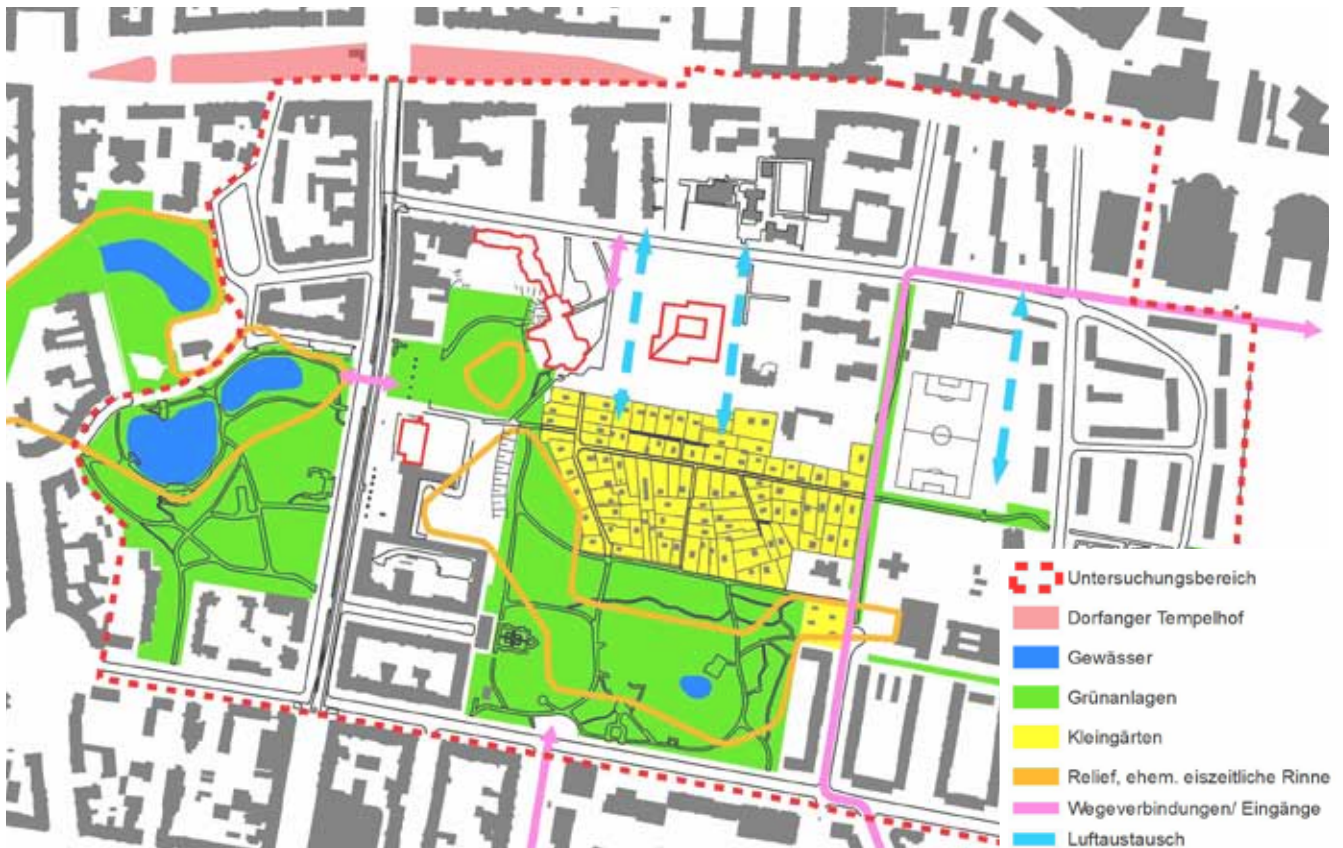 Untersuchungsbereich
Dorfanger Tempelhof
Gewässer
Grünanlagen
Kleingärten
Relief, ehem. eiszeitliche Rinne
Wegeverbindungen/ Eingänge
Luftaustausch